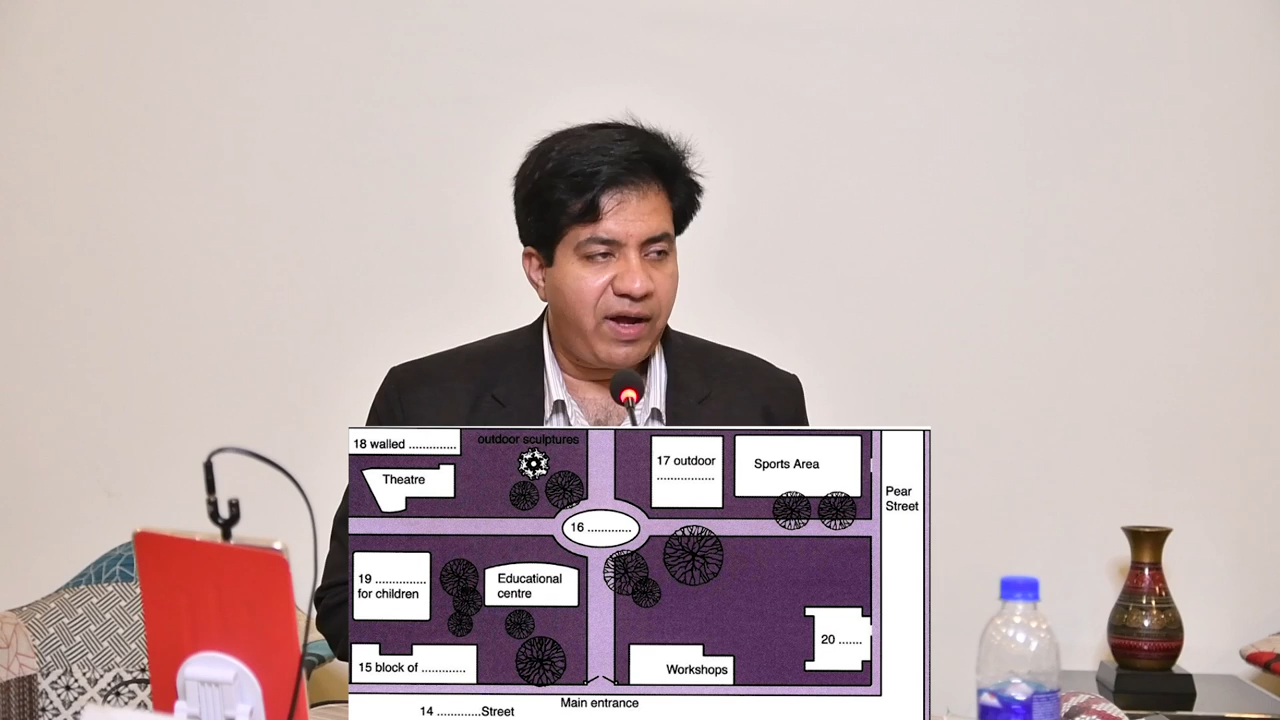 18 walled ..............
outdoor sculptures
Theatre
17 outdoor
..................
Sports Area
Pear
Street
16 ..............
19 ................
for children
Educational
centre
15 block of ..............
Workshops
20 .......
Main entrance
14 .............Street